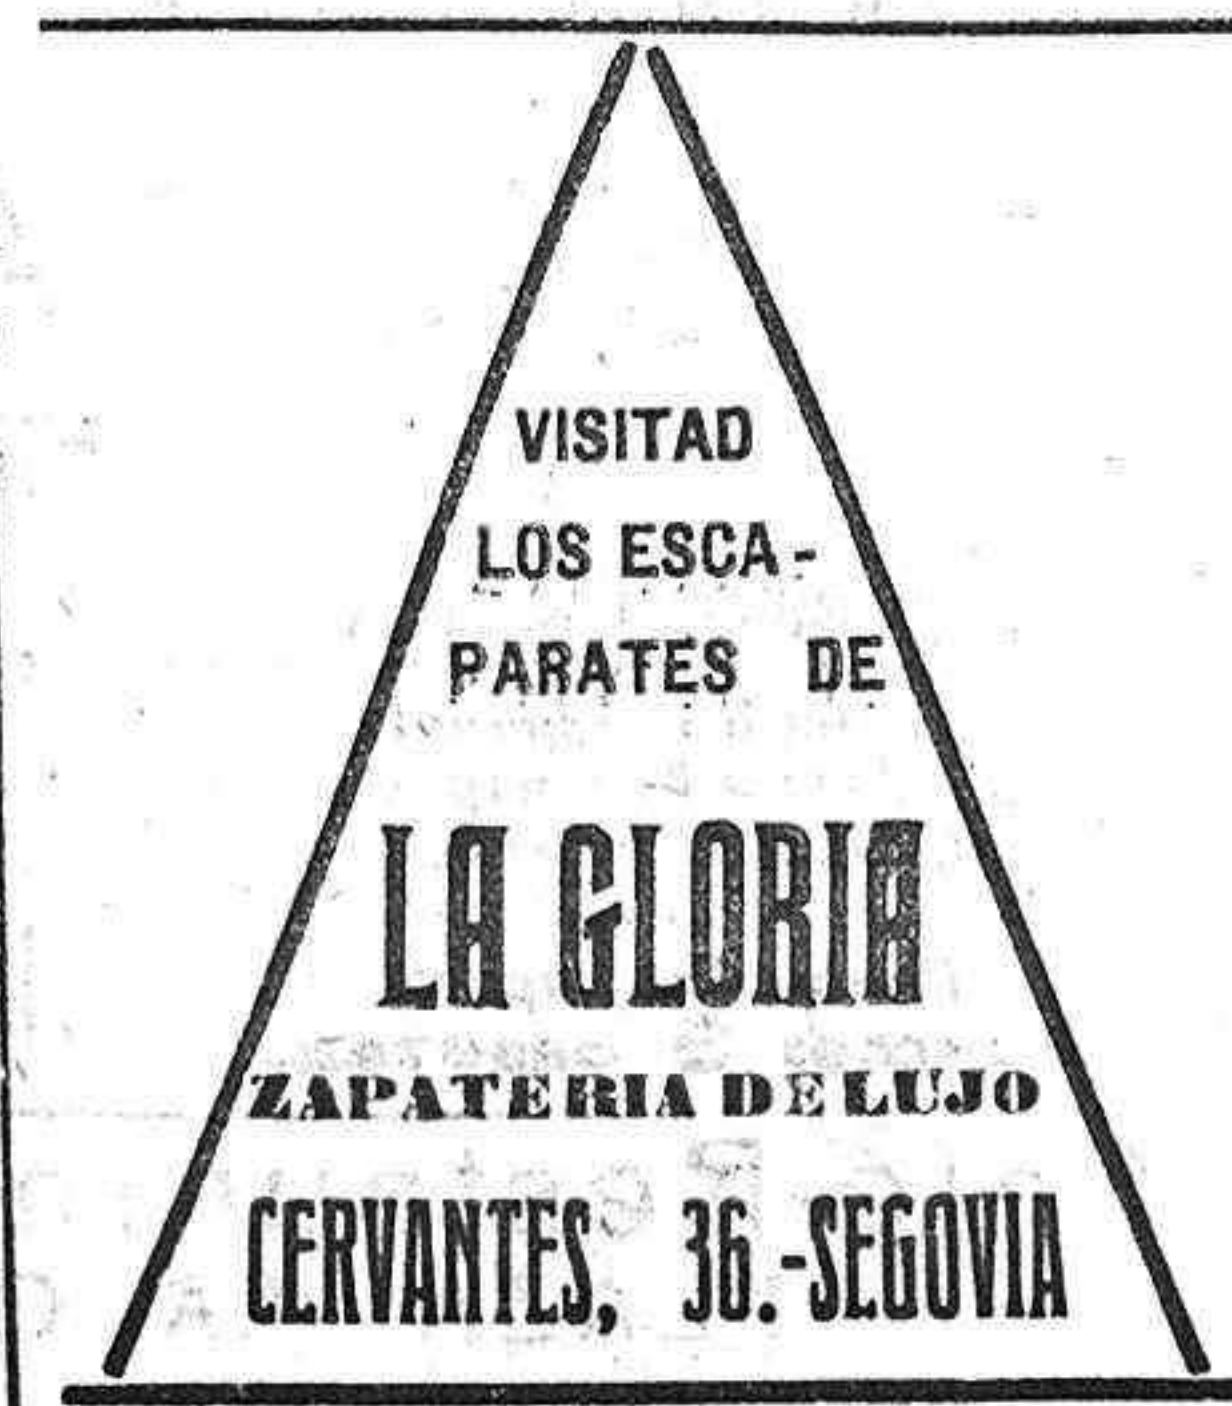 VISITAD
LOS ESCA-
PARATES DE
LA GLORIA
ZAPATERIA DE LUJO
CERVANTES, 36.-SEGOVIA